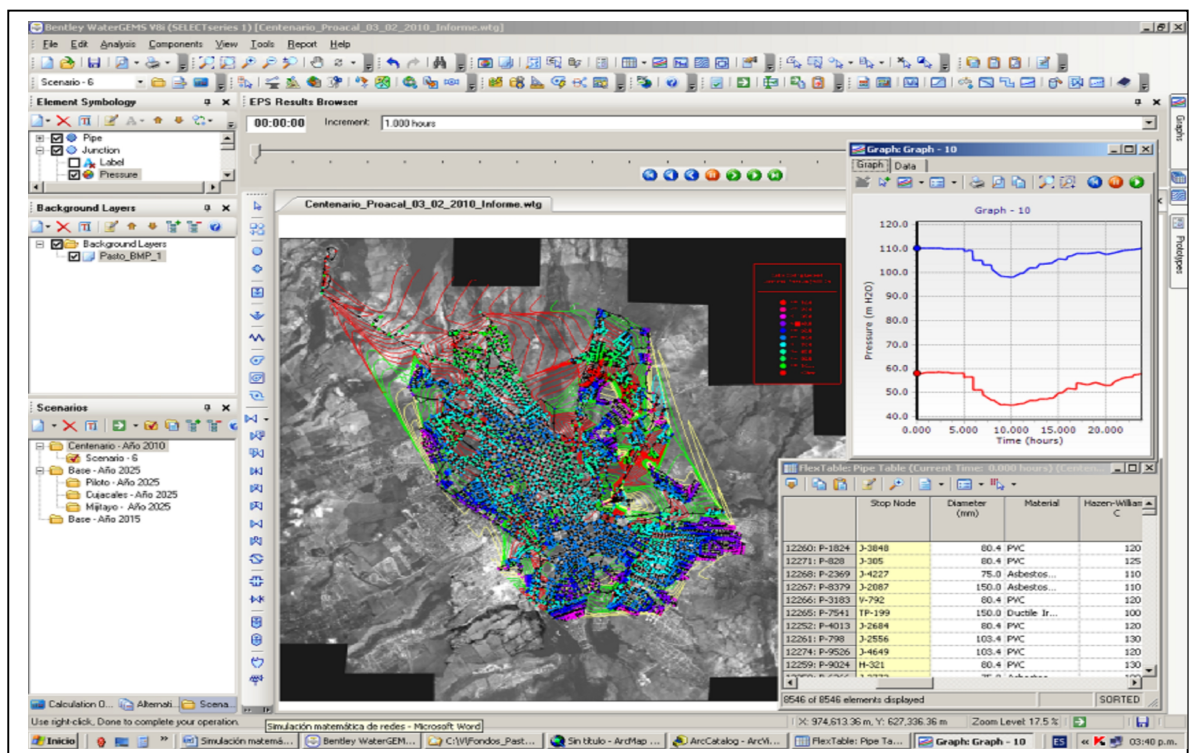 Bentley WaterGEMS V8i (SELECTseries 1) [Centenario_Proacal_03_02_2010_Informe.wtg]
File Edit Analysis Components View Tools Report Help
Scenario - 6
Element Symbology
Pipe
Junction
Label
Pressure
Background Layers
Background Layers
Pasto_BMP_1
Scenarios
Centenario - Año 2010
Scenario - 6
Base - Año 2025
Piloto - Año 2025
Cujacales - Año 2025
Mijitayo - Año 2025
Base - Año 2015
Calculation O... Alternati... Scena...
EPS Results Browser
00:00:00 Increment: 1.000 hours
Centenario_Proacal_03_02_2010_Informe.wtg
Graph: Graph - 10
Graph Data
Graph - 10
Pressure (m H2O)
120.0
110.0
100.0
90.0
80.0
70.0
60.0
50.0
40.0
0.000 5.000 10.000 15.000 20.000
Time (hours)
Graphs
Prototypes
FlexTable: Pipe Table (Current Time: 0.000 hours) (Centen...
Stop Node Diameter (mm) Material Hazen-Willian C
12260: P-1824 J-3848 80.4 PVC 120
12271: P-828 J-305 80.4 PVC 125
12268: P-2369 J-4227 75.0 Asbestos... 110
12267: P-8379 J-2087 150.0 Asbestos... 110
12266: P-3183 V-792 80.4 PVC 120
12265: P-7541 TP-199 150.0 Ductile Ir... 100
12252: P-4013 J-2684 80.4 PVC 120
12261: P-798 J-2556 103.4 PVC 130
12274: P-9526 J-4649 103.4 PVC 120
12259: P-9024 H-321 80.4 PVC 130
8546 of 8546 elements displayed SORTED
Use right-click, Done to complete your operation.
Simulación matemática de redes - Microsoft Word
X: 974,613.36 m, Y: 627,336.36 m Zoom Level: 17.5 %
Inicio Simulación matemá... Bentley WaterGEM... C:\VI\Fondos_Past... Sin título - ArcMap ... ArcCatalog - ArcVi... FlexTable: Pipe Ta... Graph: Graph - 10 ES 03:40 p.m.